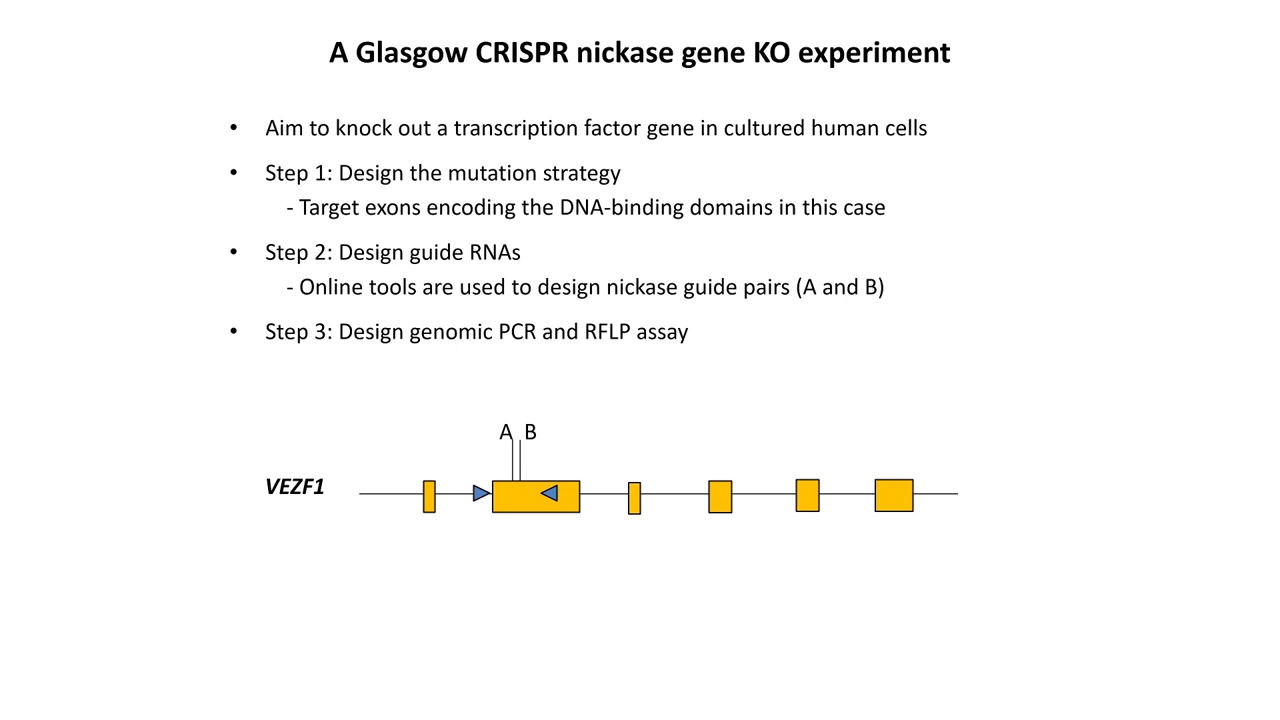 A Glasgow CRISPR nickase gene KO experiment
• Aim to knock out a transcription factor gene in cultured human cells
• Step 1: Design the mutation strategy
- Target exons encoding the DNA-binding domains in this case
• Step 2: Design guide RNAs
- Online tools are used to design nickase guide pairs (A and B)
• Step 3: Design genomic PCR and RFLP assay
A B
VEZF1